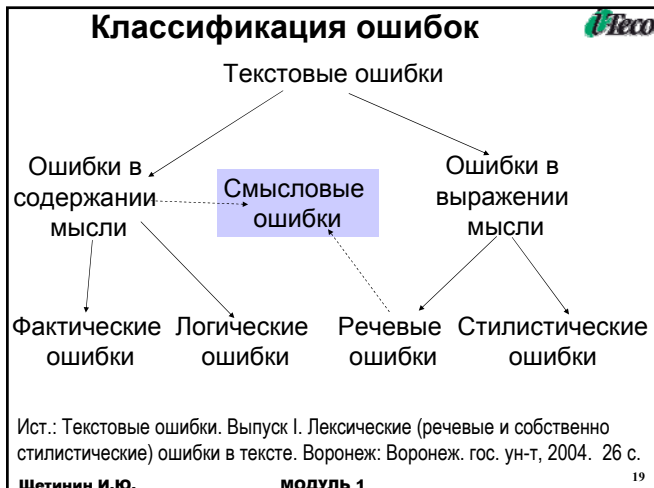 Классификация ошибок
i-Teco
Текстовые ошибки
Ошибки в
содержании
мысли
Смысловые
ошибки
Ошибки в
выражении
мысли
Фактические
ошибки
Логические
ошибки
Речевые
ошибки
Стилистические
ошибки
Ист.: Текстовые ошибки. Выпуск I. Лексические (речевые и собственно
стилистические) ошибки в тексте. Воронеж: Воронеж. гос. ун-т, 2004. 26 с.
Щетинин И.Ю.
МОДУЛЬ 1
19